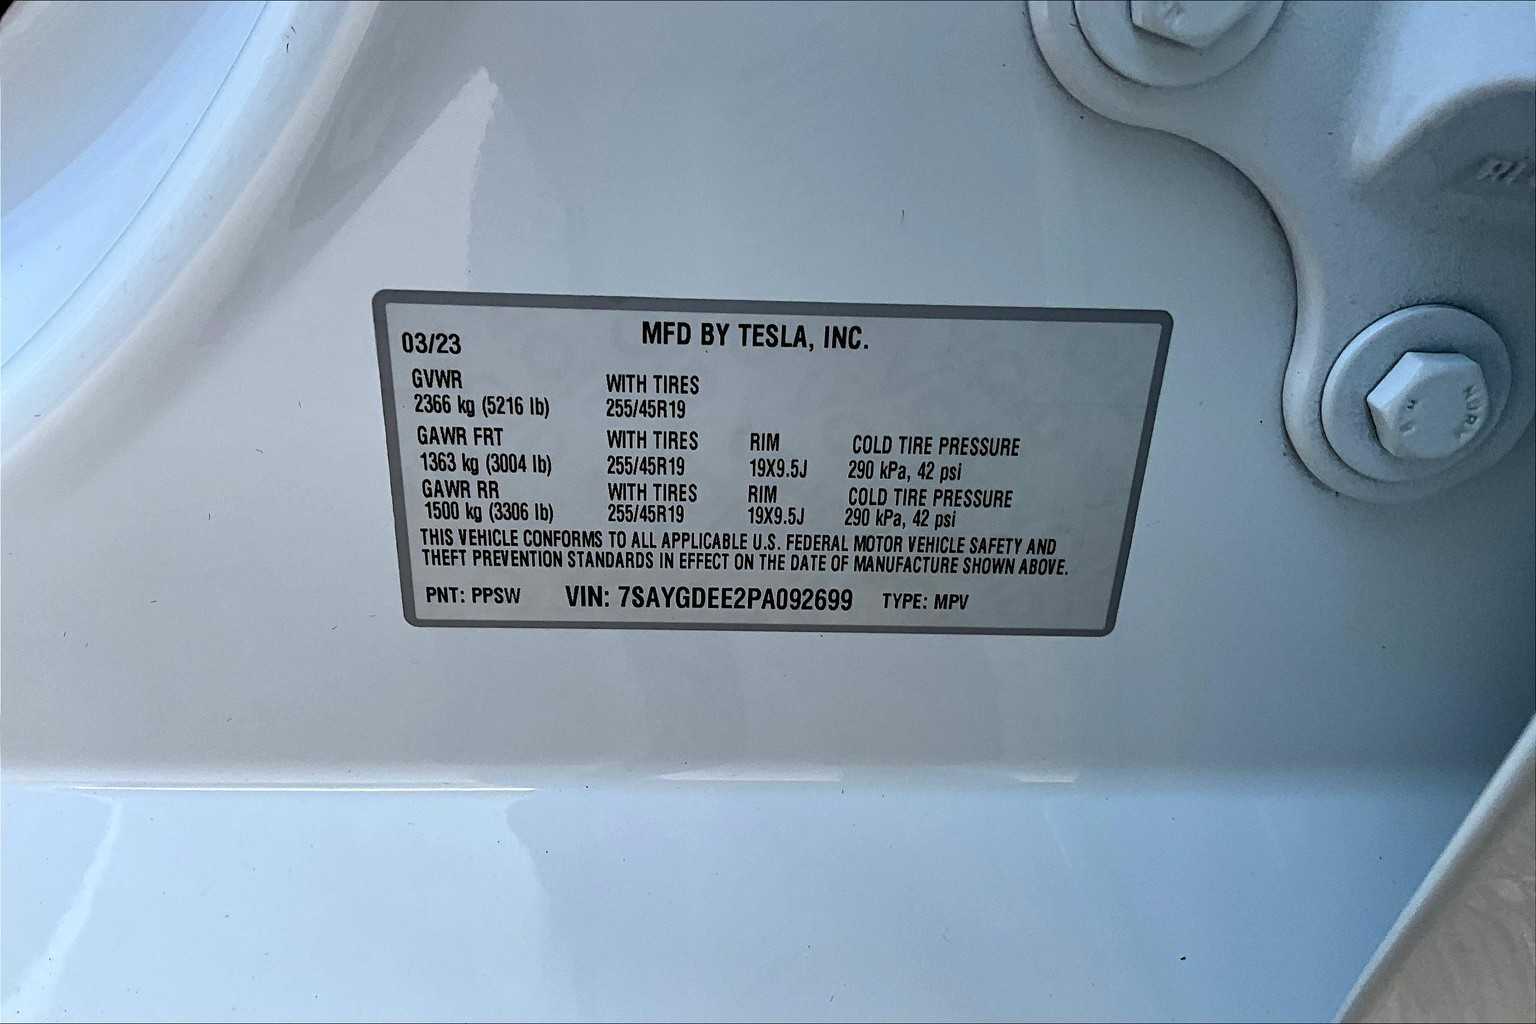 MFD BY TESLA, INC.
03/23
GVWR WITH TIRES
2366 kg (5216 lb) 255/45R19
GAWR FRT WITH TIRES RIM COLD TIRE PRESSURE
1363 kg (3004 lb) 255/45R19 19X9.5J 290 kPa, 42 psi
GAWR RR WITH TIRES RIM COLD TIRE PRESSURE
1500 kg (3306 lb) 255/45R19 19X9.5J 290 kPa, 42 psi
THIS VEHICLE CONFORMS TO ALL APPLICABLE U.S. FEDERAL MOTOR VEHICLE SAFETY AND
THEFT PREVENTION STANDARDS IN EFFECT ON THE DATE OF MANUFACTURE SHOWN ABOVE.
PNT: PPSW VIN: 7SAYGDEE2PA092699 TYPE: MPV